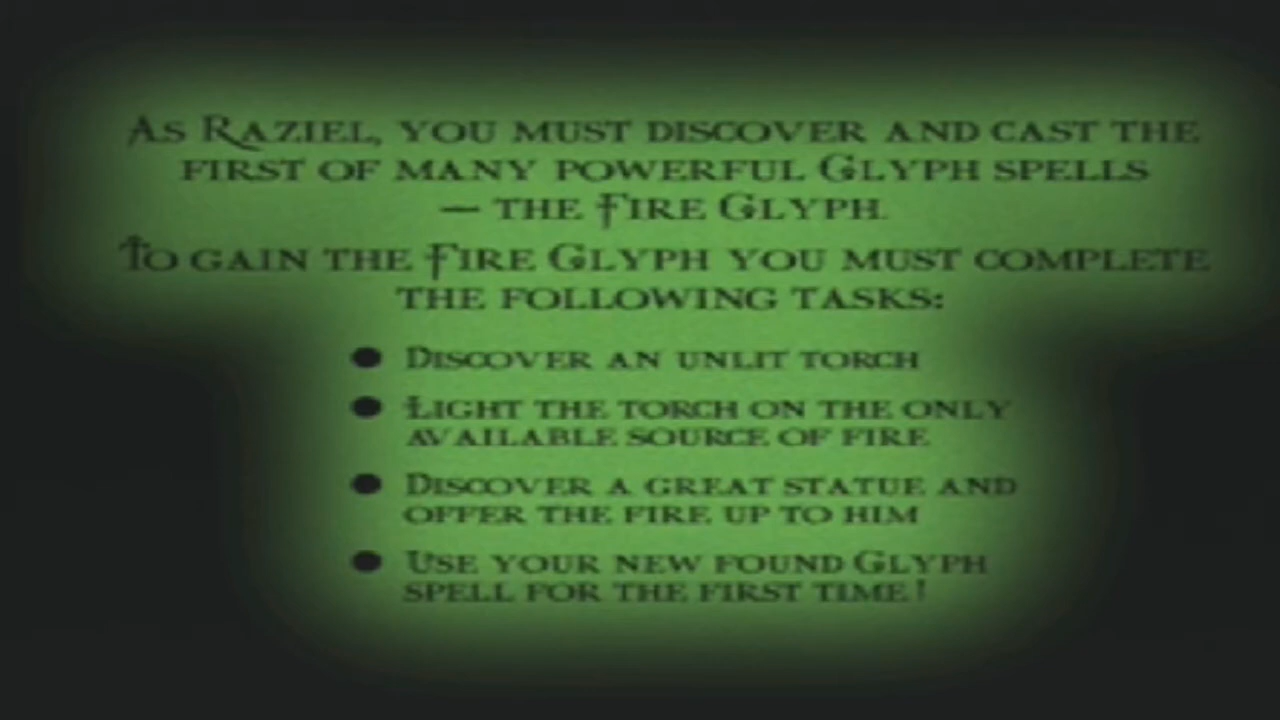 As Raziel, you must discover and cast the
first of many powerful Glyph spells
— the Fire Glyph.
To gain the Fire Glyph you must complete
the following tasks:
● Discover an unlit torch
● Light the torch on the only
available source of fire
● Discover a great statue and
offer the fire up to him
● Use your new found Glyph
spell for the first time!